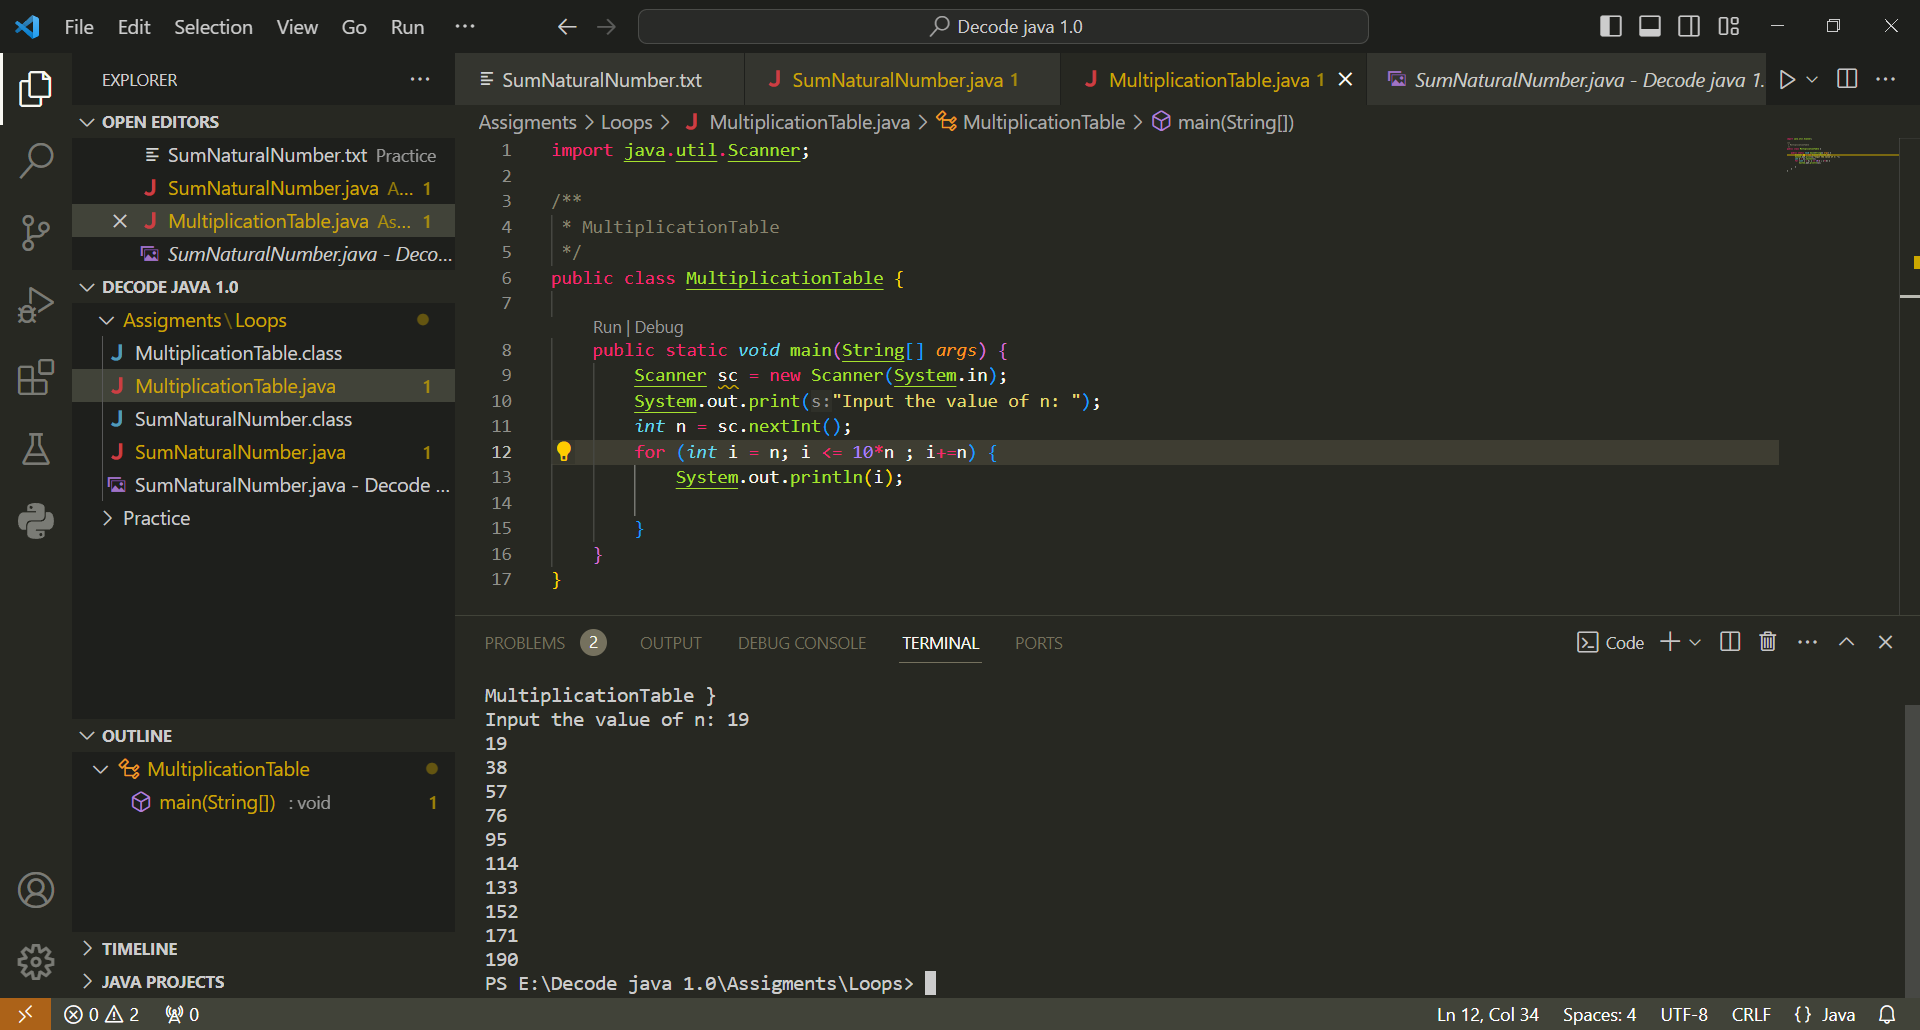 File Edit Selection View Go Run ··· Decode java 1.0
EXPLORER ···
OPEN EDITORS
SumNaturalNumber.txt Practice
SumNaturalNumber.java A... 1
MultiplicationTable.java As... 1
SumNaturalNumber.java - Deco...
DECODE JAVA 1.0
Assigments\Loops
MultiplicationTable.class
MultiplicationTable.java 1
SumNaturalNumber.class
SumNaturalNumber.java 1
SumNaturalNumber.java - Decode ...
Practice
OUTLINE
MultiplicationTable
main(String[]) : void 1
TIMELINE
JAVA PROJECTS
SumNaturalNumber.txt SumNaturalNumber.java 1 MultiplicationTable.java 1 SumNaturalNumber.java - Decode java 1.
Assigments > Loops > MultiplicationTable.java > MultiplicationTable > main(String[])
1 import java.util.Scanner;
2
3 /**
4 * MultiplicationTable
5 */
6 public class MultiplicationTable {
7
Run | Debug
8 public static void main(String[] args) {
9 Scanner sc = new Scanner(System.in);
10 System.out.print(s:"Input the value of n: ");
11 int n = sc.nextInt();
12 for (int i = n; i <= 10*n ; i+=n) {
13 System.out.println(i);
14
15 }
16 }
17 }
PROBLEMS 2 OUTPUT DEBUG CONSOLE TERMINAL PORTS Code
MultiplicationTable }
Input the value of n: 19
19
38
57
76
95
114
133
152
171
190
PS E:\Decode java 1.0\Assigments\Loops>
0 2 0 Ln 12, Col 34 Spaces: 4 UTF-8 CRLF {} Java